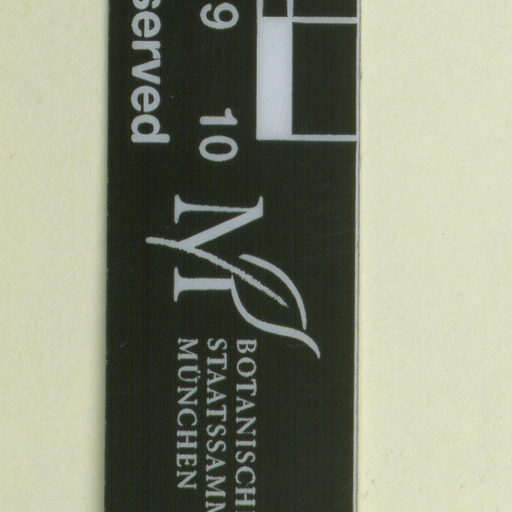 served
9 10
M
BOTANISCH
STAATSSAMM
MÜNCHEN